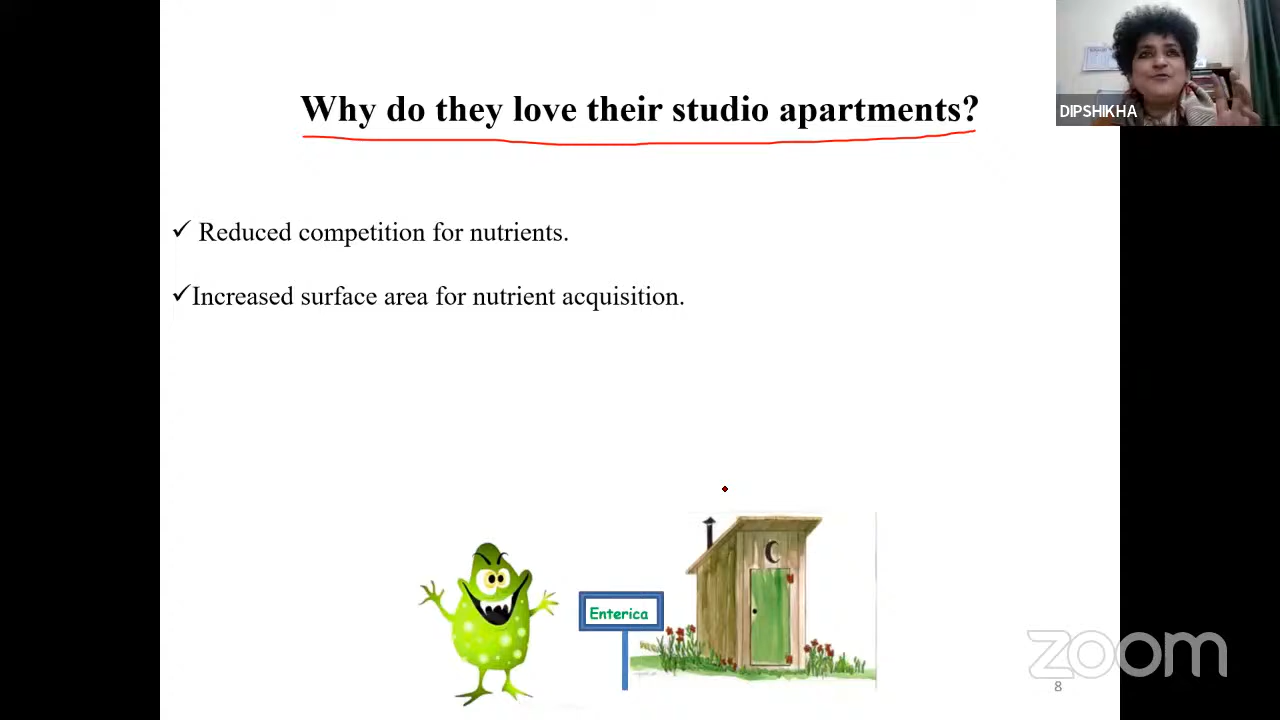 Why do they love their studio apartments?
DIPSHIKHA
✓ Reduced competition for nutrients.
✓Increased surface area for nutrient acquisition.
Enterica
zoom
8